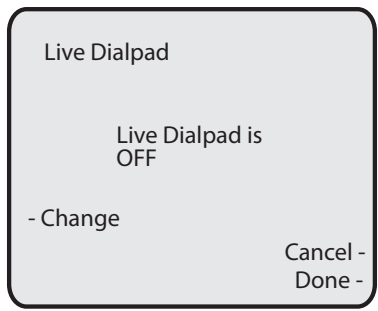 Live Dialpad
Live Dialpad is
OFF
- Change
Cancel -
Done -